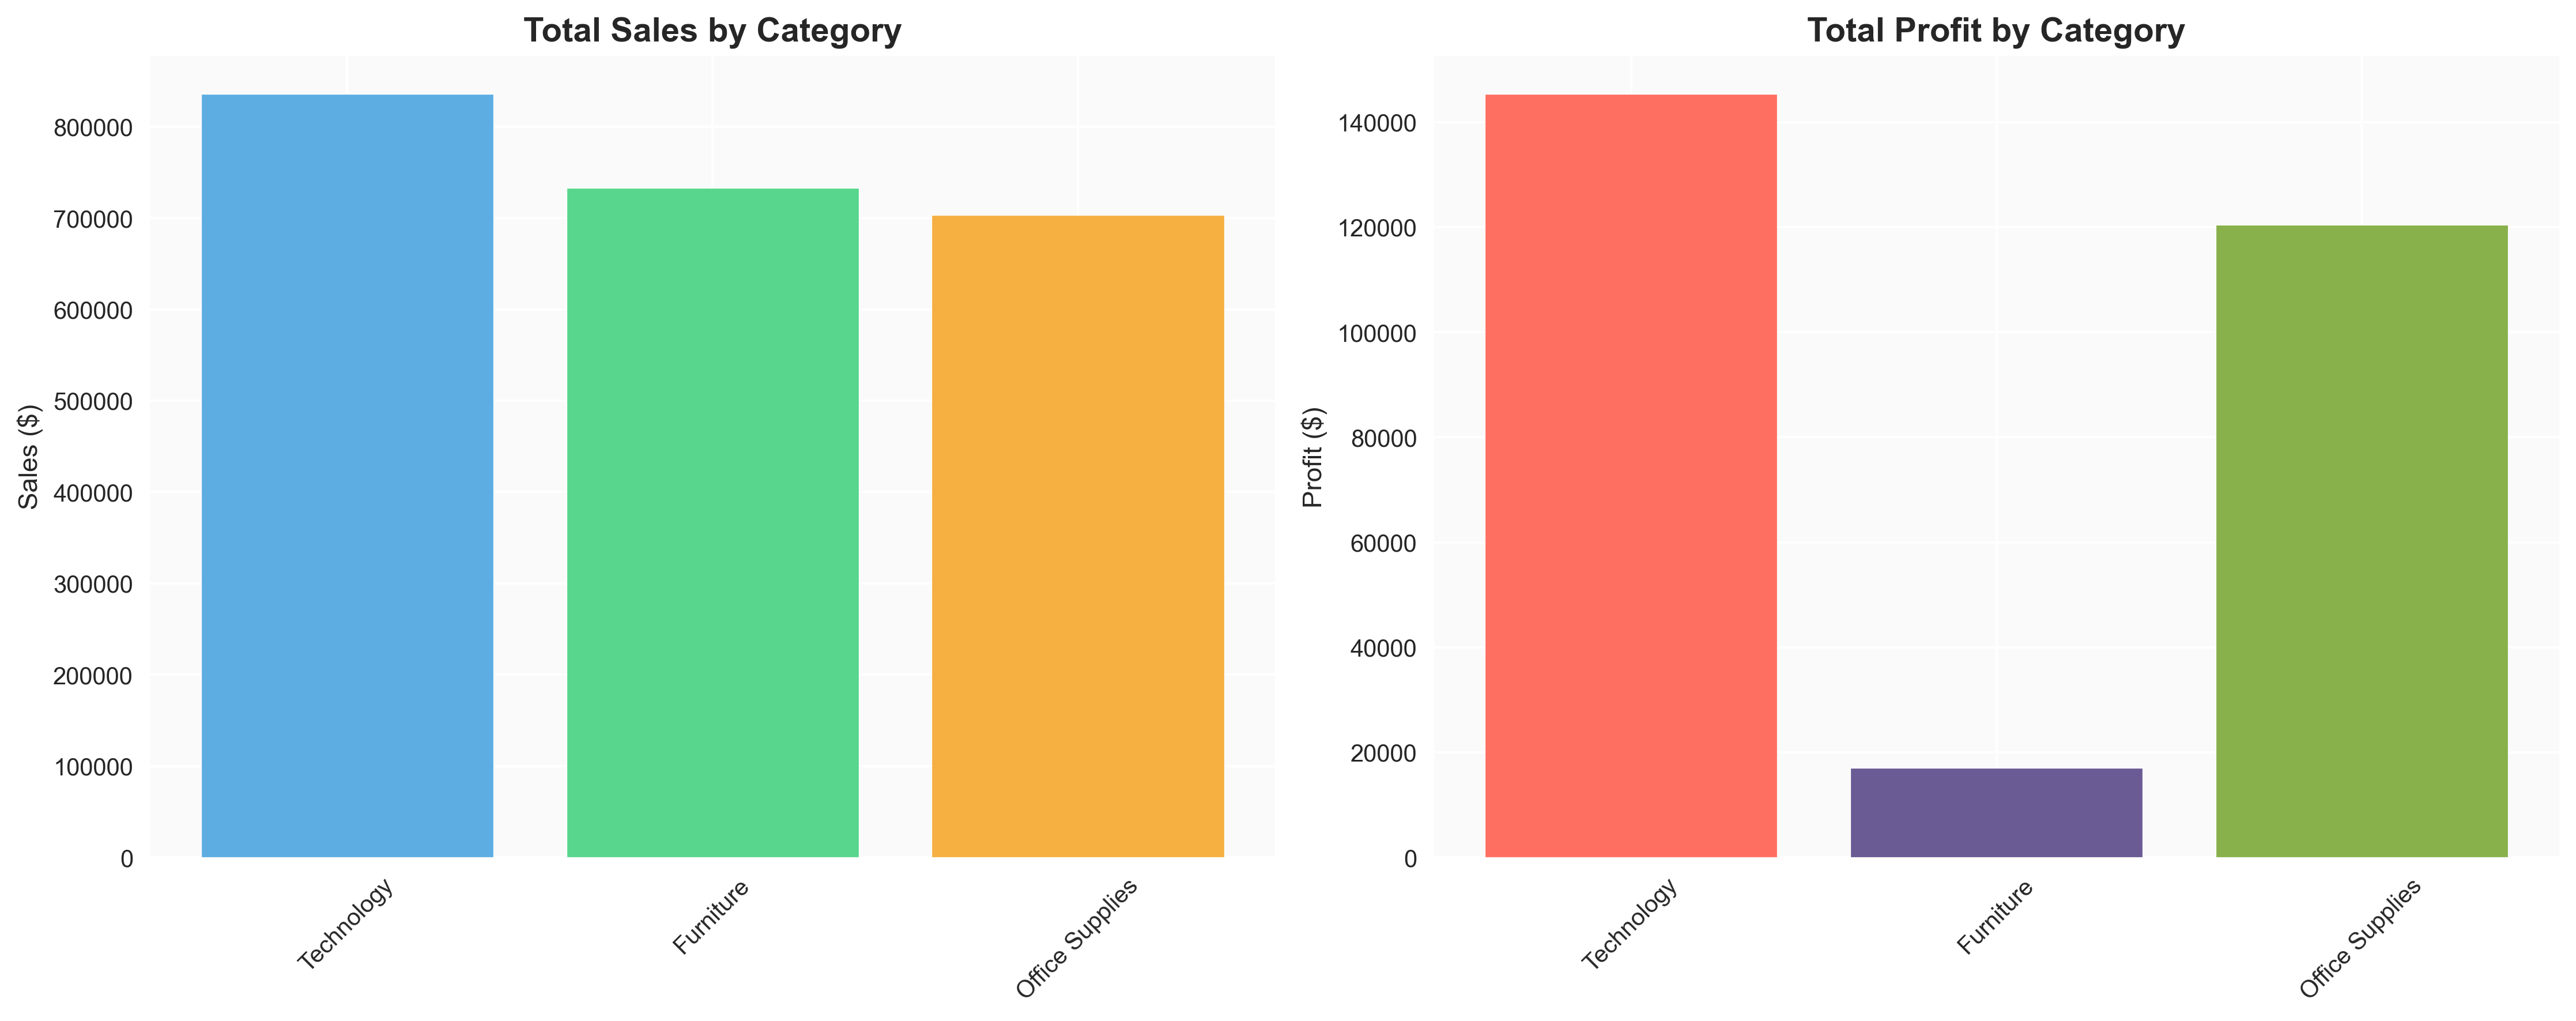 Total Sales by Category
Sales ($)
800000
700000
600000
500000
400000
300000
200000
100000
0
Technology
Furniture
Office Supplies
Total Profit by Category
Profit ($)
140000
120000
100000
80000
60000
40000
20000
0
Technology
Furniture
Office Supplies